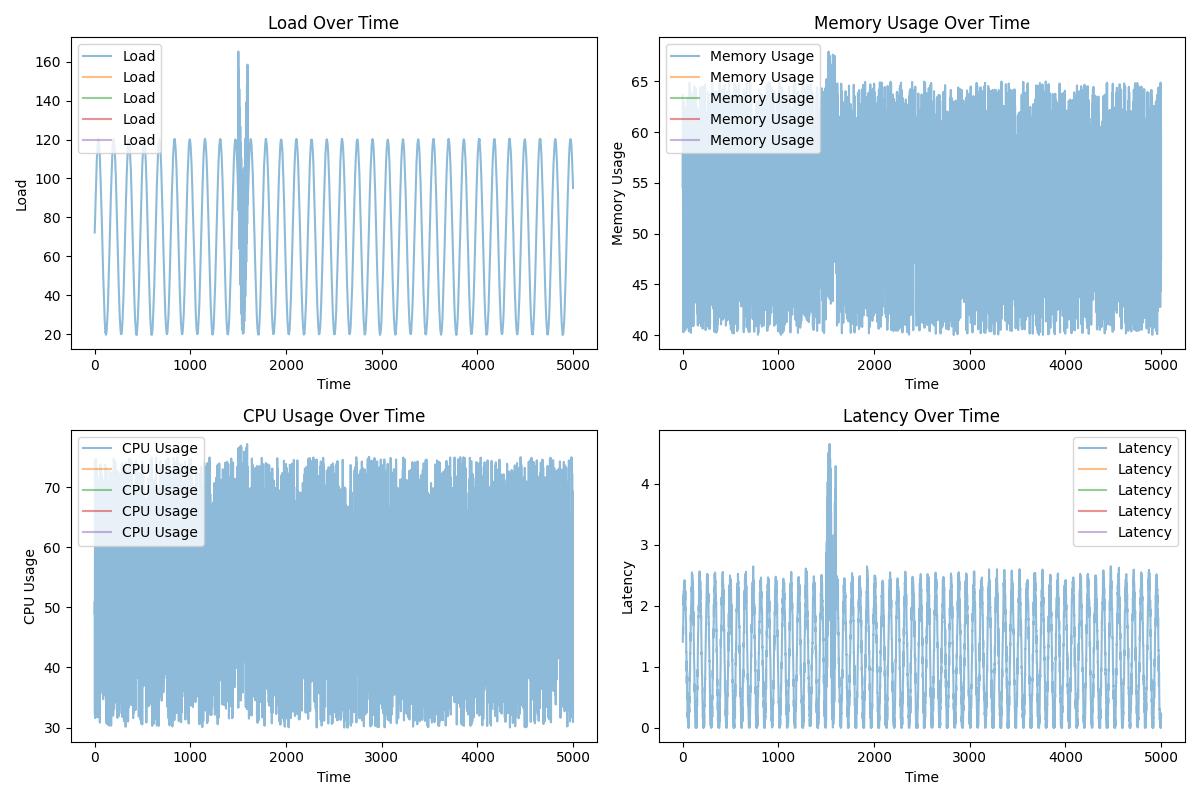 Load Over Time
Load
Load
Load
Load
Load
160
140
120
100
80
60
40
20
Load
0 1000 2000 3000 4000 5000
Time
Memory Usage Over Time
Memory Usage
Memory Usage
Memory Usage
Memory Usage
Memory Usage
65
60
55
50
45
40
Memory Usage
0 1000 2000 3000 4000 5000
Time
CPU Usage Over Time
CPU Usage
CPU Usage
CPU Usage
CPU Usage
CPU Usage
70
60
50
40
30
CPU Usage
0 1000 2000 3000 4000 5000
Time
Latency Over Time
Latency
Latency
Latency
Latency
Latency
4
3
2
1
0
Latency
0 1000 2000 3000 4000 5000
Time